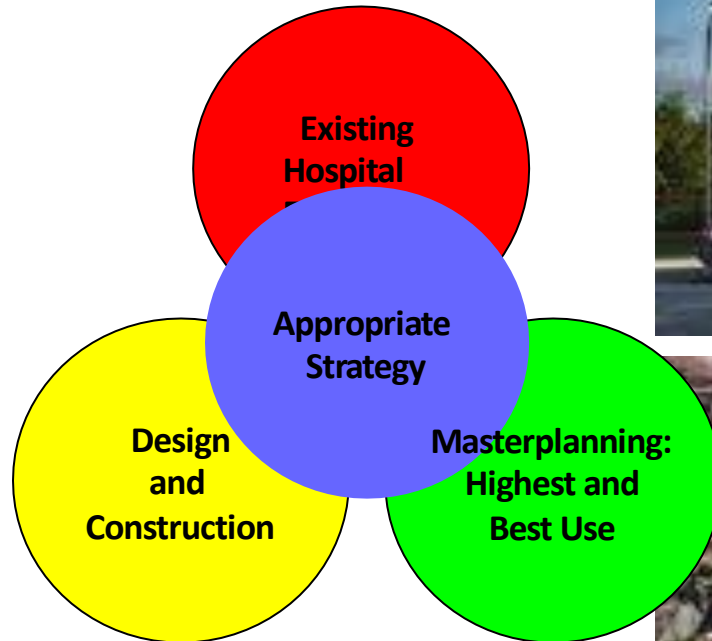 Existing
Hospital
Appropriate
Strategy
Design
and
Construction
Masterplanning:
Highest and
Best Use